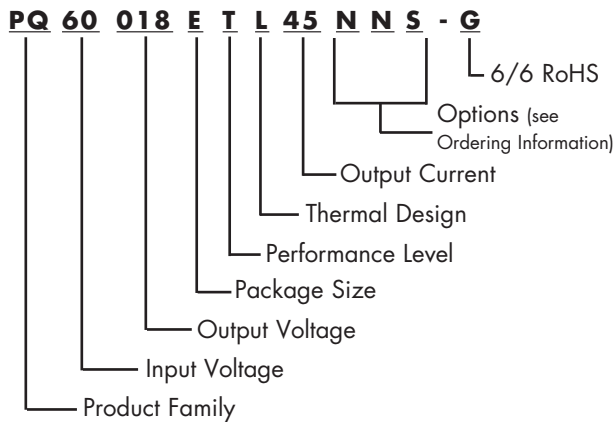 PQ 60 018 E T L 45 N N S - G
6/6 RoHS
Options (see
Ordering Information)
Output Current
Thermal Design
Performance Level
Package Size
Output Voltage
Input Voltage
Product Family